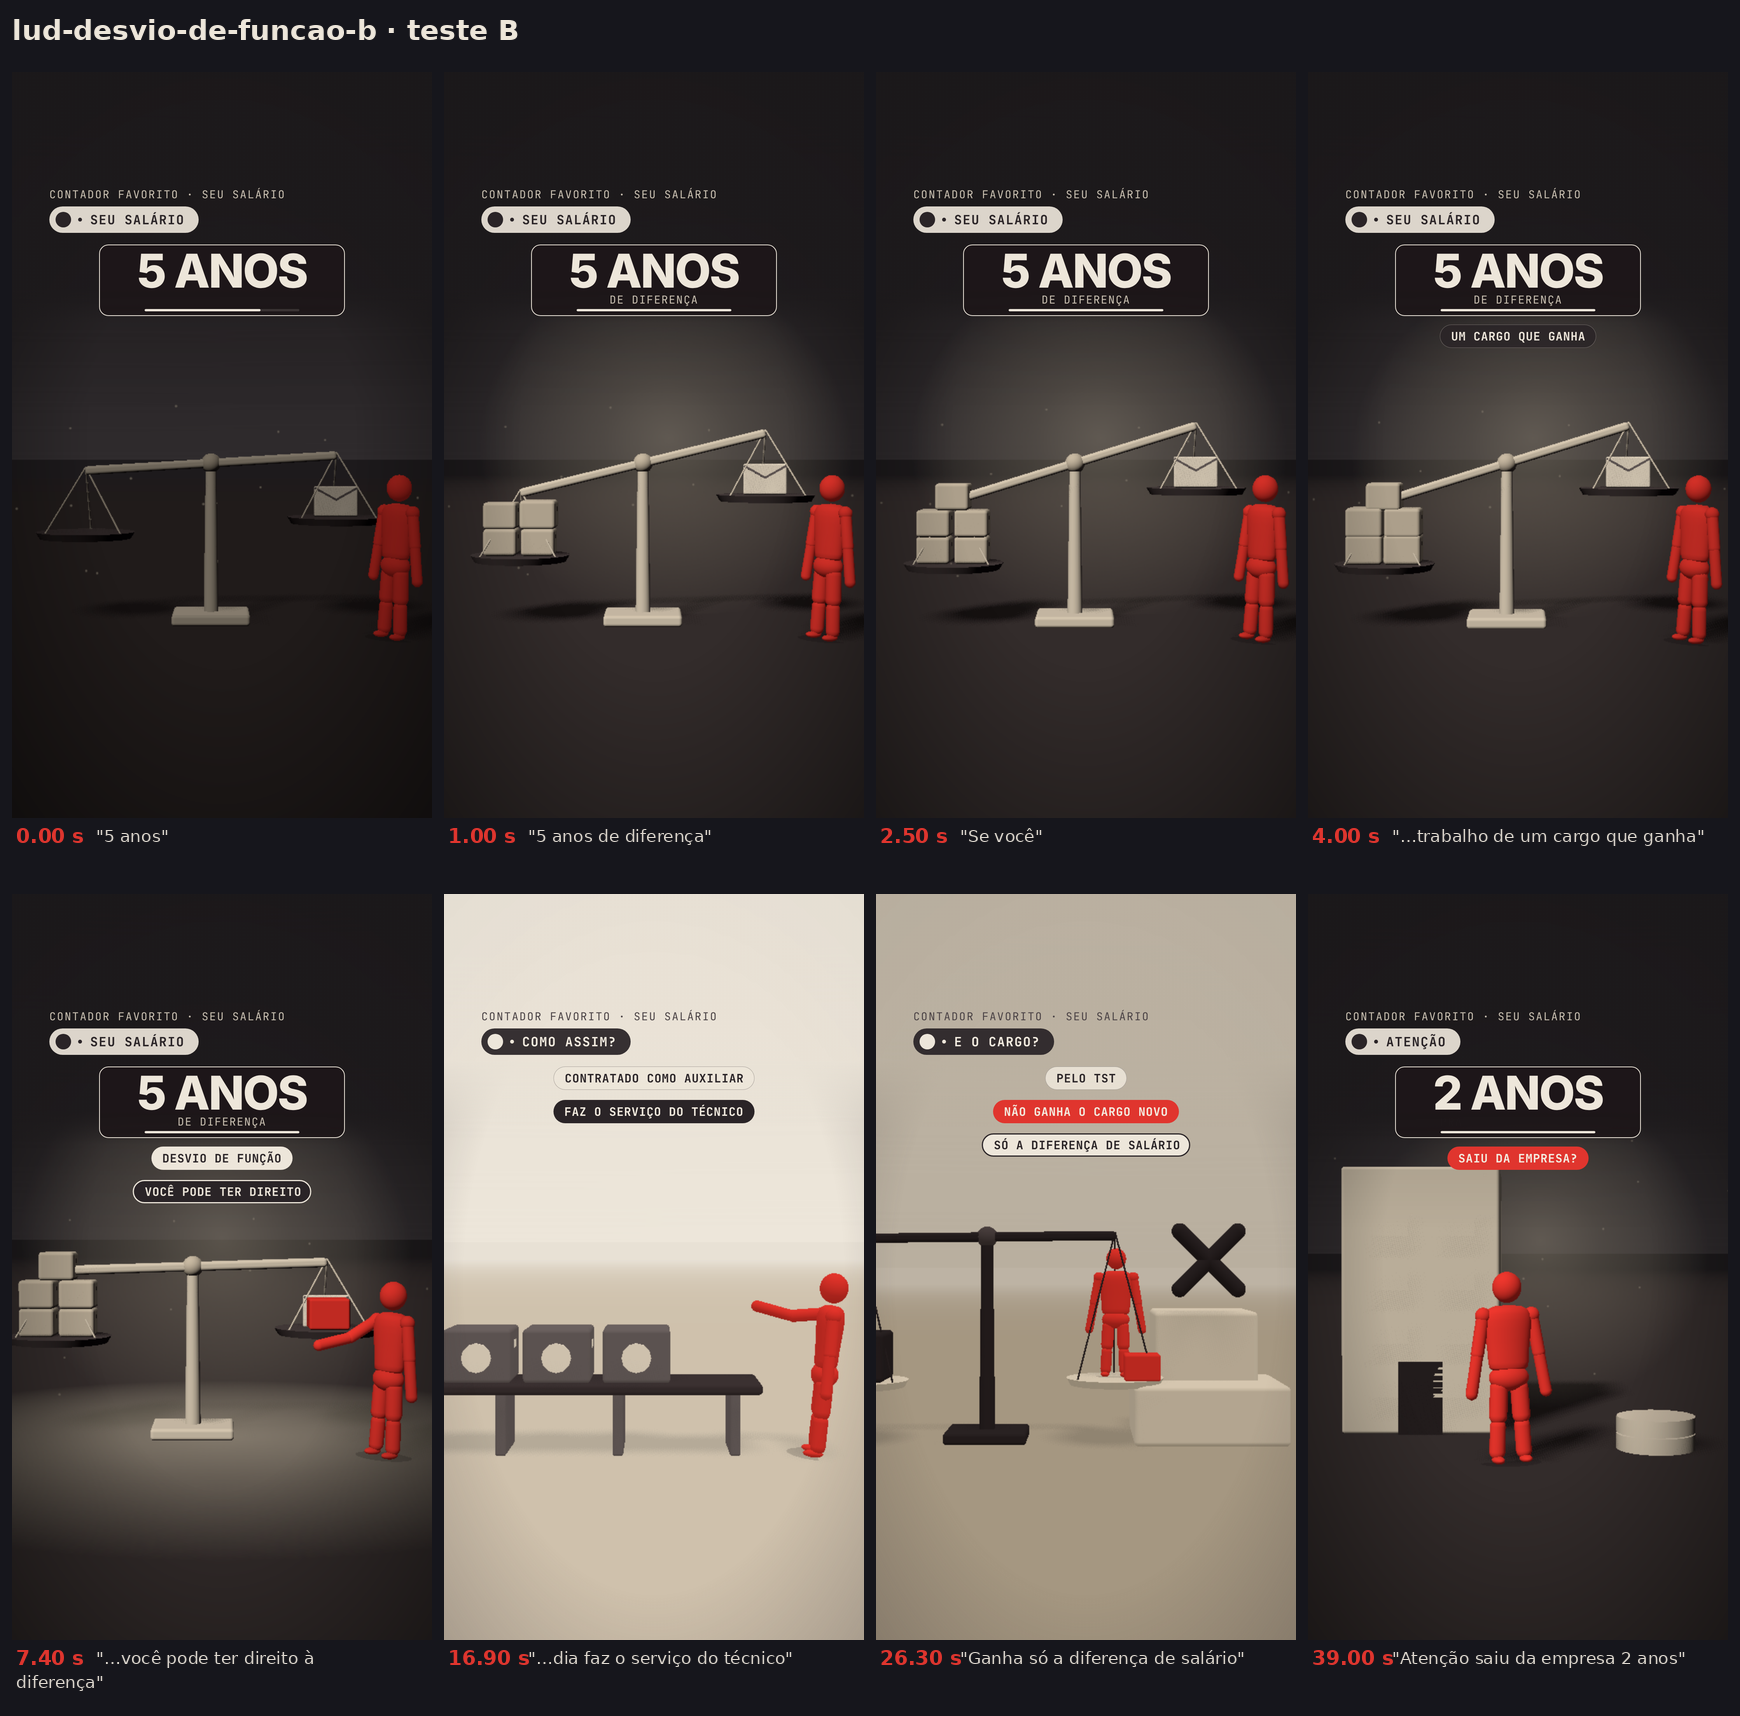 lud-desvio-de-funcao-b · teste B
CONTADOR FAVORITO · SEU SALÁRIO
• SEU SALÁRIO
5 ANOS
0.00 s "5 anos"
CONTADOR FAVORITO · SEU SALÁRIO
• SEU SALÁRIO
5 ANOS
DE DIFERENÇA
1.00 s "5 anos de diferença"
CONTADOR FAVORITO · SEU SALÁRIO
• SEU SALÁRIO
5 ANOS
DE DIFERENÇA
2.50 s "Se você"
CONTADOR FAVORITO · SEU SALÁRIO
• SEU SALÁRIO
5 ANOS
DE DIFERENÇA
UM CARGO QUE GANHA
4.00 s "...trabalho de um cargo que ganha"
CONTADOR FAVORITO · SEU SALÁRIO
• SEU SALÁRIO
5 ANOS
DE DIFERENÇA
DESVIO DE FUNÇÃO
VOCÊ PODE TER DIREITO
7.40 s "...você pode ter direito à
diferença"
CONTADOR FAVORITO · SEU SALÁRIO
• COMO ASSIM?
CONTRATADO COMO AUXILIAR
FAZ O SERVIÇO DO TÉCNICO
16.90 s "...dia faz o serviço do técnico"
CONTADOR FAVORITO · SEU SALÁRIO
• E O CARGO?
PELO TST
NÃO GANHA O CARGO NOVO
SÓ A DIFERENÇA DE SALÁRIO
26.30 s "Ganha só a diferença de salário"
CONTADOR FAVORITO · SEU SALÁRIO
• ATENÇÃO
2 ANOS
SAIU DA EMPRESA?
39.00 s "Atenção saiu da empresa 2 anos"